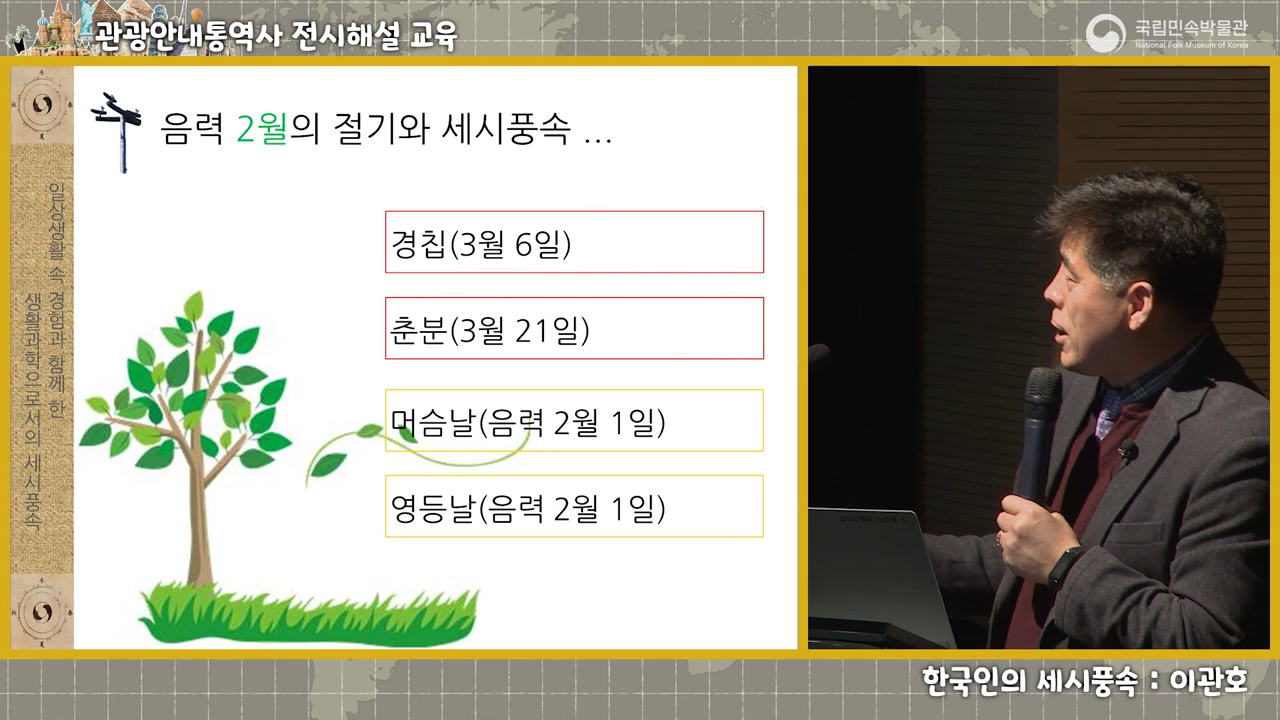 관광안내통역사 전시해설 교육
국립민속박물관
National Folk Museum of Korea
음력 2월의 절기와 세시풍속 ...
경칩(3월 6일)
춘분(3월 21일)
머슴날(음력 2월 1일)
영등날(음력 2월 1일)
일상생활 속 경험과 함께 한
생활과학으로서의 세시풍속
한국인의 세시풍속 : 이관호